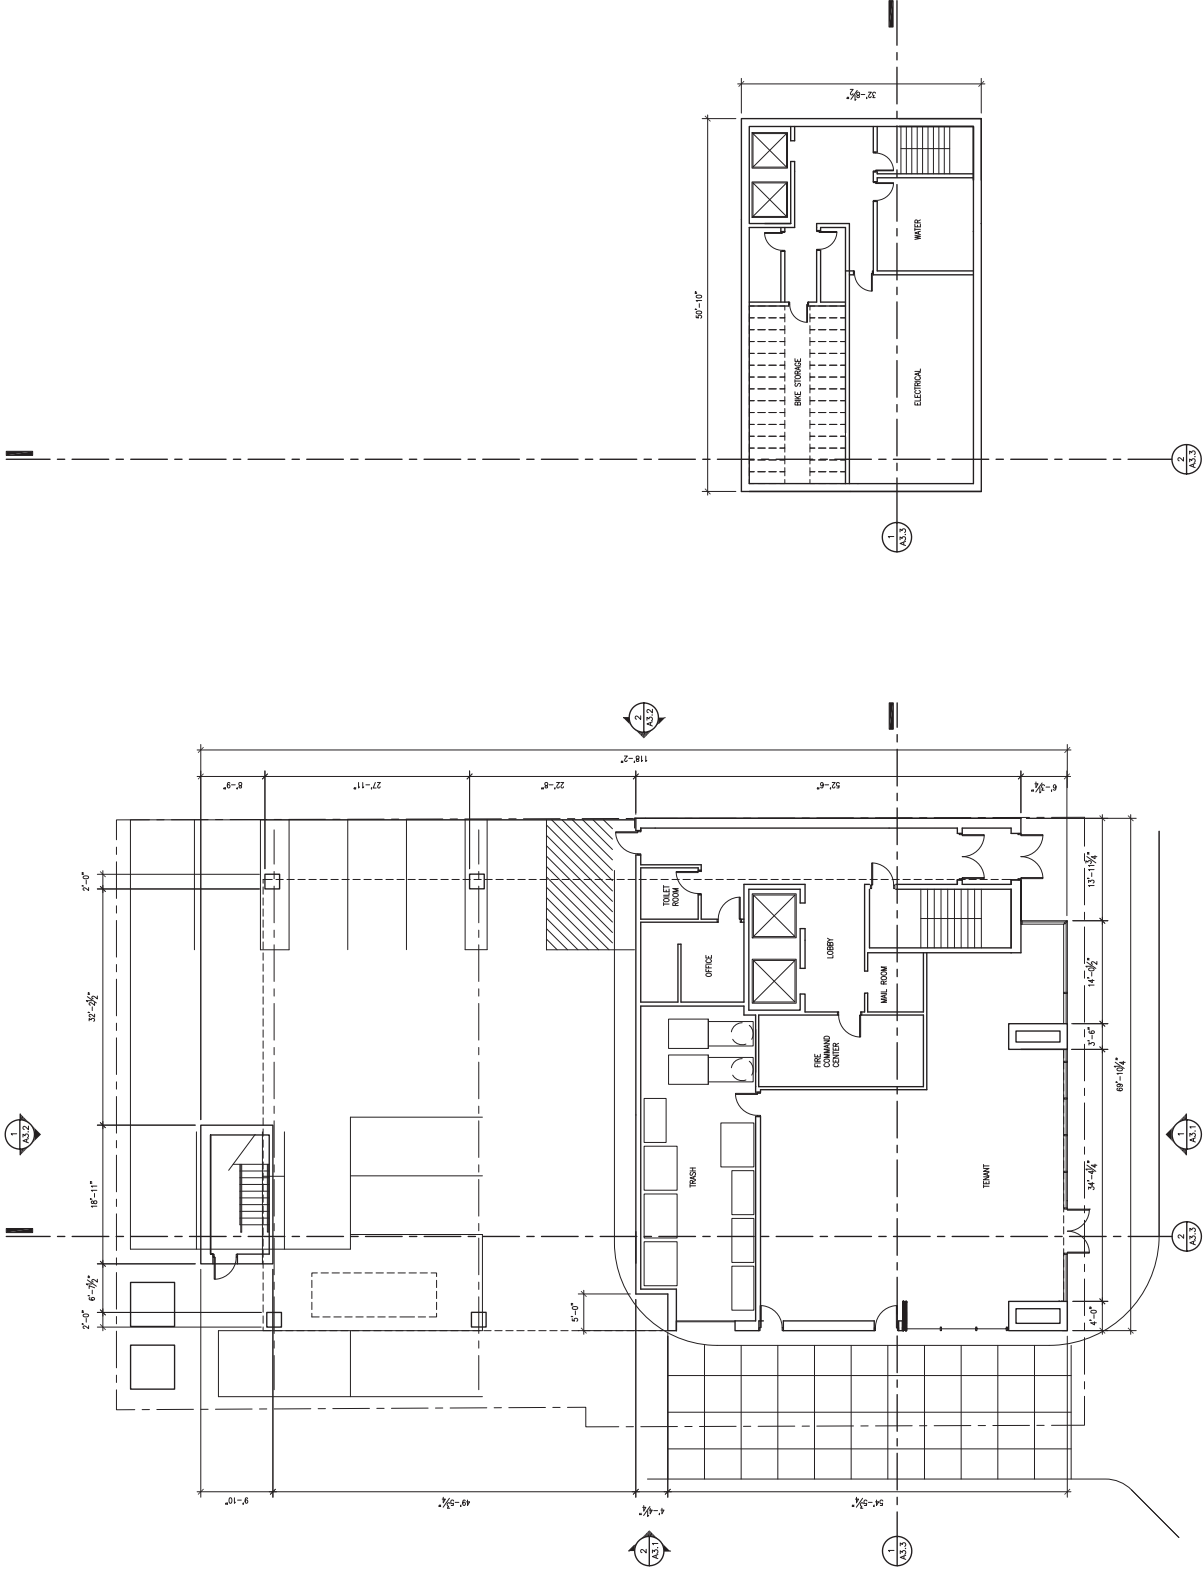 32'-8½"
50'-10"
WATER
BIKE STORAGE
ELECTRICAL
2
A3.3
1
A3.3
2
A3.2
118'-2"
8'-9"
27'-11"
22'-8"
52'-6"
6'-3¾"
2'-0"
32'-2½"
18'-11"
6'-7½"
2'-0"
1
A3.2
TOILET
ROOM
OFFICE
LOBBY
MAIL ROOM
FIRE
COMMAND
CENTER
TRASH
TENANT
5'-0"
13'-11¾"
14'-0½"
3'-6"
69'-10¼"
34'-4¼"
4'-0"
1
A3.1
2
A3.3
9'-10"
49'-5¾"
4'-4¼"
54'-5¾"
2
A3.1
1
A3.3